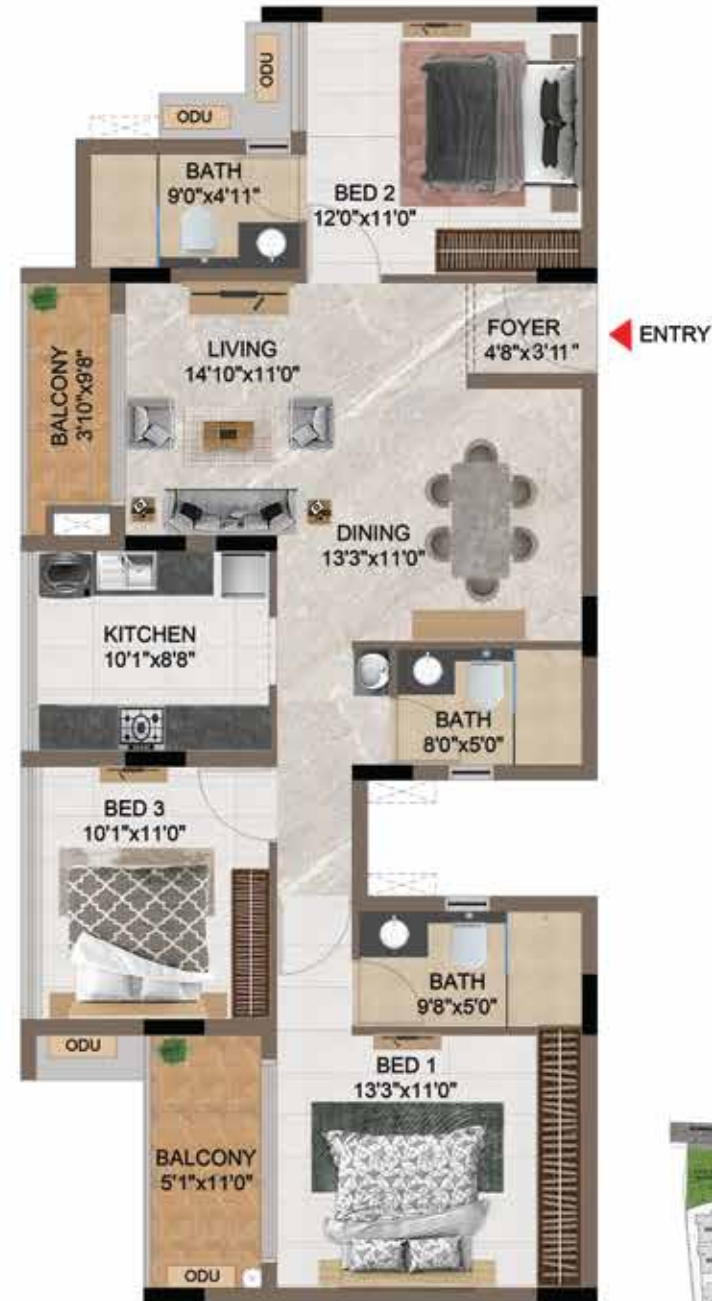 ODU
ODU
BATH
9'0"x4'11"
BED 2
12'0"x11'0"
FOYER
4'8"x3'11"
ENTRY
LIVING
14'10"x11'0"
BALCONY
3'10"x9'8"
DINING
13'3"x11'0"
KITCHEN
10'1"x8'8"
BATH
8'0"x5'0"
BED 3
10'1"x11'0"
BATH
9'8"x5'0"
ODU
BED 1
13'3"x11'0"
BALCONY
5'1"x11'0"
ODU